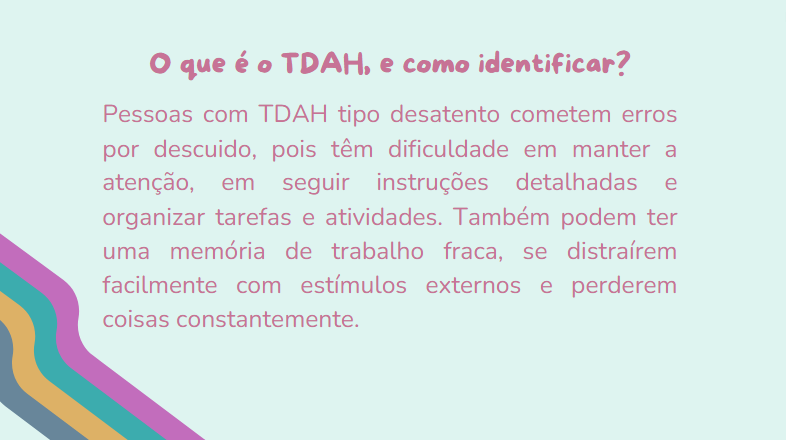 O que é o TDAH, e como identificar?
Pessoas com TDAH tipo desatento cometem erros
por descuido, pois têm dificuldade em manter a
atenção, em seguir instruções detalhadas e
organizar tarefas e atividades. Também podem ter
uma memória de trabalho fraca, se distraírem
facilmente com estímulos externos e perderem
coisas constantemente.